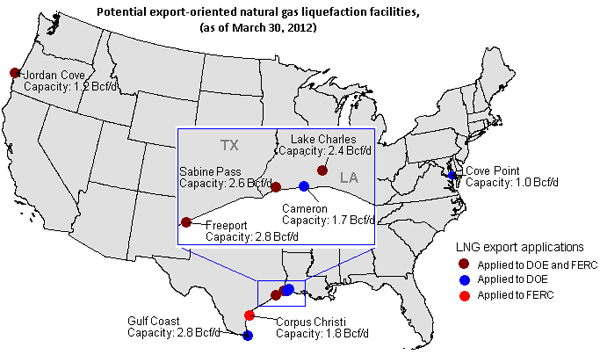 Potential export-oriented natural gas liquefaction facilities,
(as of March 30, 2012)
Jordan Cove
Capacity: 1.2 Bcf/d
TX
Lake Charles
Capacity: 2.4 Bcf/d
Sabine Pass
Capacity: 2.6 Bcf/d
LA
Cameron
Capacity: 1.7 Bcf/d
Freeport
Capacity: 2.8 Bcf/d
Cove Point
Capacity: 1.0 Bcf/d
LNG export applications
Applied to DOE and FERC
Applied to DOE
Applied to FERC
Gulf Coast
Capacity: 2.8 Bcf/d
Corpus Christi
Capacity: 1.8 Bcf/d